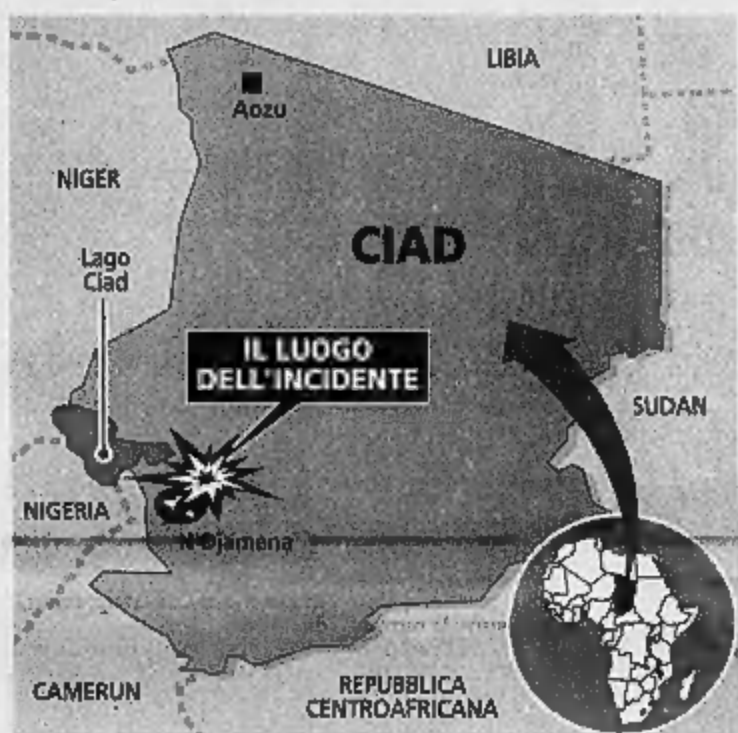 LIBIA
Aozu
NIGER
CIAD
Lago
Ciad
IL LUOGO
DELL'INCIDENTE
SUDAN
NIGERIA
N'Djamena
CAMERUN
REPUBBLICA
CENTROAFRICANA